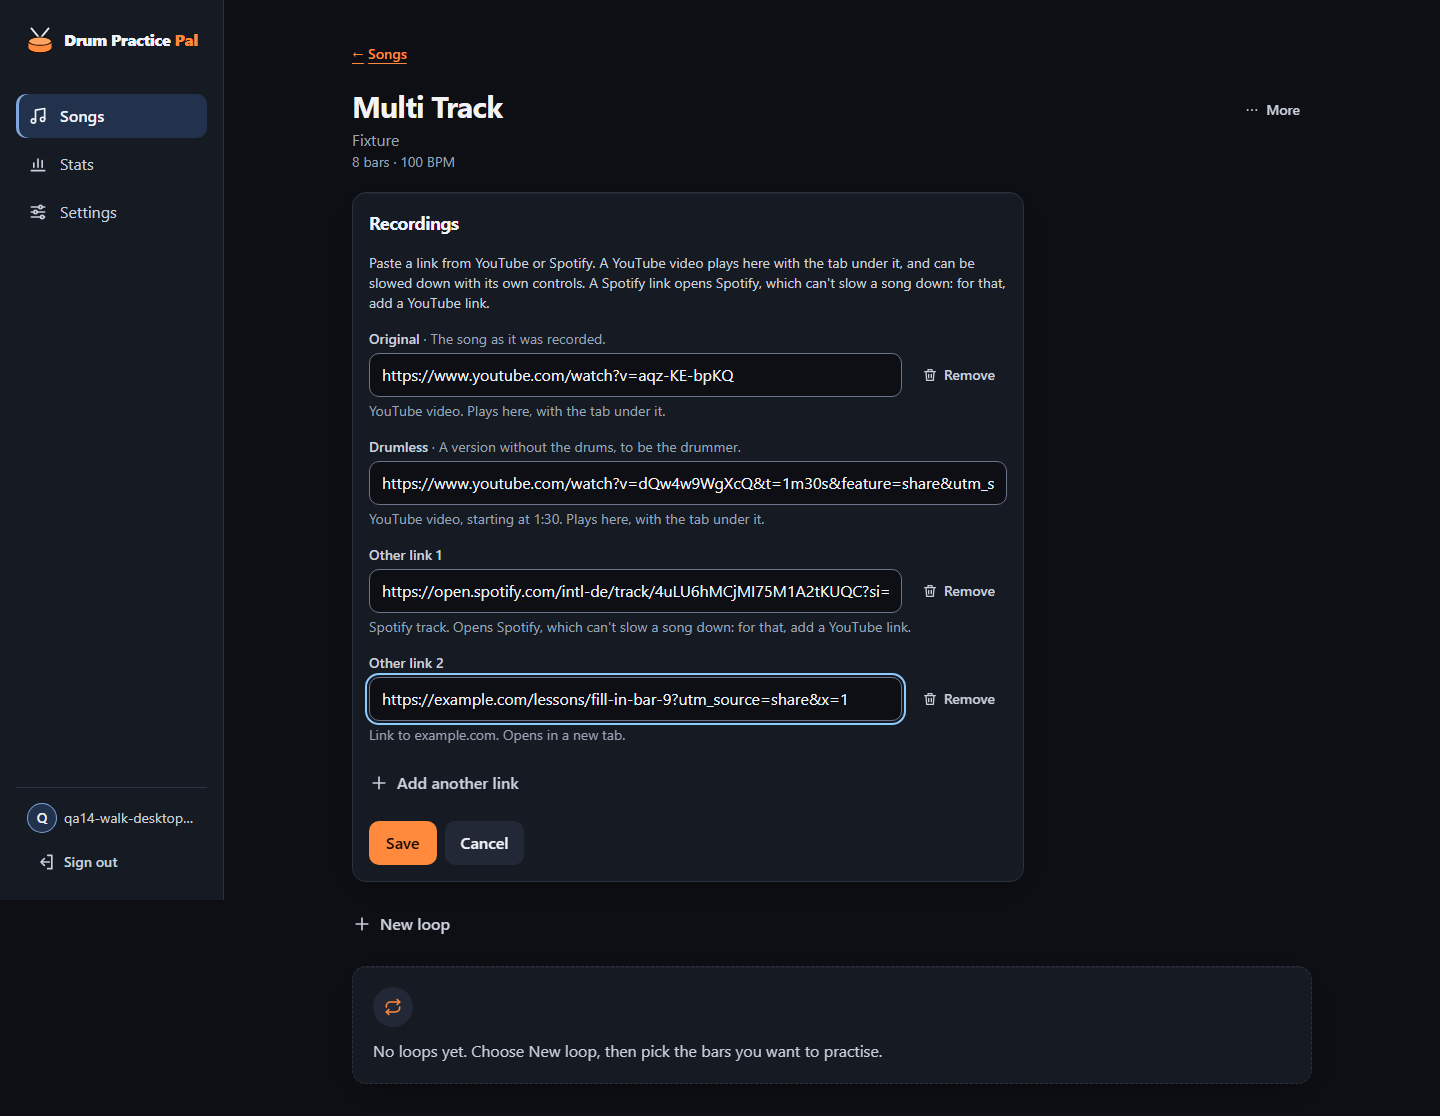 Drum Practice Pal
Songs
Stats
Settings
← Songs
Multi Track
Fixture
8 bars · 100 BPM
··· More
Recordings
Paste a link from YouTube or Spotify. A YouTube video plays here with the tab under it, and can be
slowed down with its own controls. A Spotify link opens Spotify, which can't slow a song down: for that,
add a YouTube link.
Original · The song as it was recorded.
https://www.youtube.com/watch?v=aqz-KE-bpKQ
Remove
YouTube video. Plays here, with the tab under it.
Drumless · A version without the drums, to be the drummer.
https://www.youtube.com/watch?v=dQw4w9WgXcQ&t=1m30s&feature=share&utm_s
YouTube video, starting at 1:30. Plays here, with the tab under it.
Other link 1
https://open.spotify.com/intl-de/track/4uLU6hMCjMI75M1A2tKUQC?si=
Remove
Spotify track. Opens Spotify, which can't slow a song down: for that, add a YouTube link.
Other link 2
https://example.com/lessons/fill-in-bar-9?utm_source=share&x=1
Remove
Link to example.com. Opens in a new tab.
+ Add another link
Save
Cancel
+ New loop
No loops yet. Choose New loop, then pick the bars you want to practise.
Q
qa14-walk-desktop...
Sign out